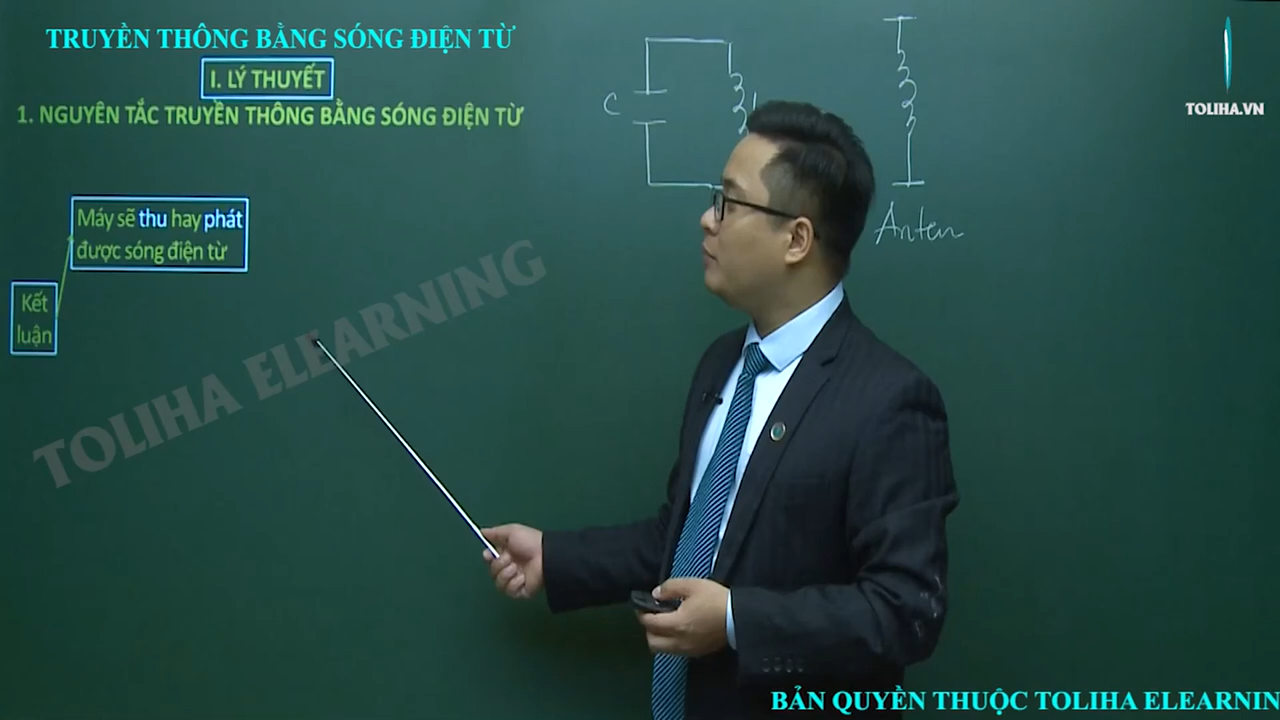 TRUYỀN THÔNG BẰNG SÓNG ĐIỆN TỪ
I. LÝ THUYẾT
1. NGUYÊN TẮC TRUYỀN THÔNG BẰNG SÓNG ĐIỆN TỪ
Máy sẽ thu hay phát
được sóng điện từ
Kết
luận
C
L
Anten
TOLIHA.VN
TOLIHA ELEARNING
BẢN QUYỀN THUỘC TOLIHA ELEARNIN